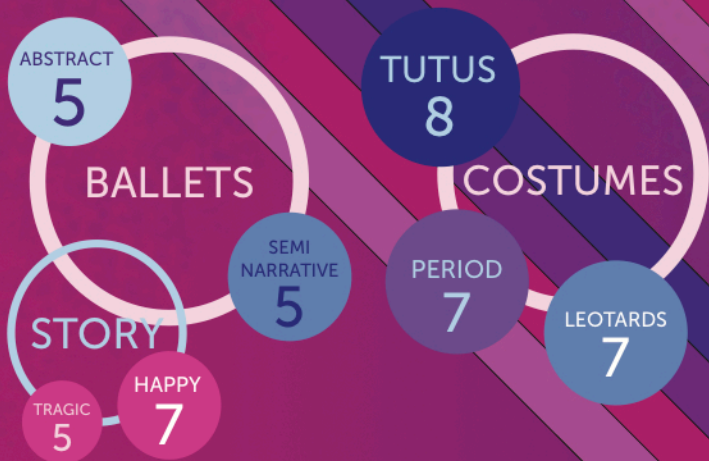 ABSTRACT
5
BALLETS
SEMI
NARRATIVE
5
STORY
HAPPY
7
TRAGIC
5
TUTUS
8
COSTUMES
PERIOD
7
LEOTARDS
7